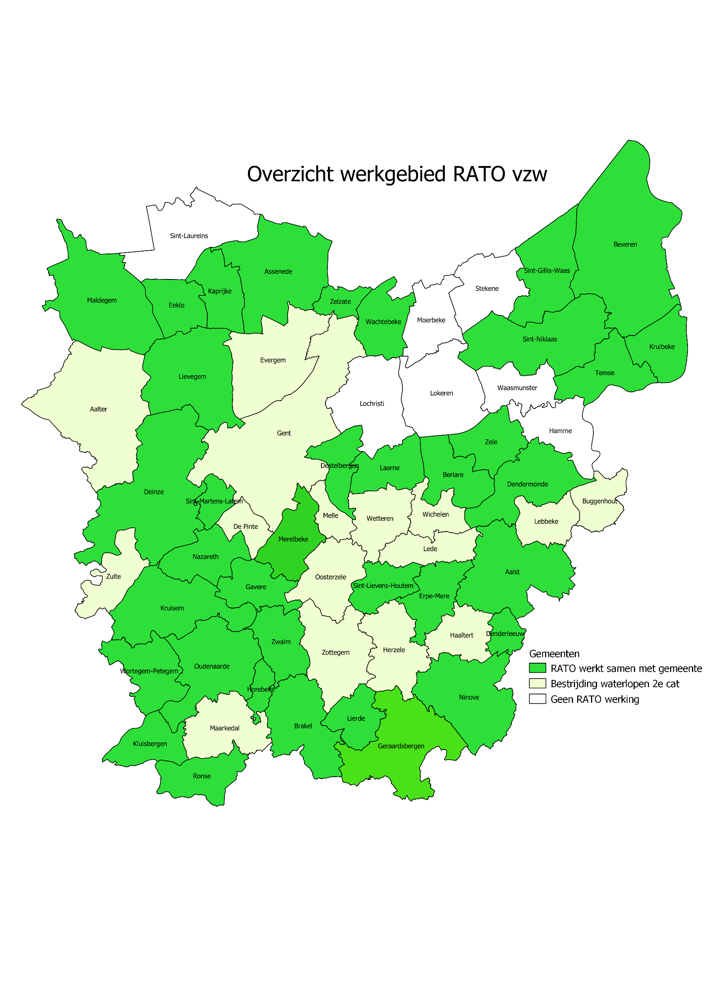 Overzicht werkgebied RATO vzw
Sint-Laureins
Beveren
Assenede
Sint-Gillis-Waas
Stekene
Kaprijke
Maldegem
Eeklo
Zelzate
Wachtebeke
Moerbeke
Sint-Niklaas
Kruibeke
Evergem
Temse
Lievegem
Waasmunster
Lokeren
Lochristi
Aalter
Gent
Hamme
Zele
Destelbergen
Laarne
Berlare
Dendermonde
Deinze
Sint-Martens-Latem
Buggenhout
Melle
Wetteren
Wichelen
Lebbeke
De Pinte
Merelbeke
Lede
Nazareth
Aalst
Zulte
Oosterzele
Gavere
Sint-Lievens-Houtem
Erpe-Mere
Kruisem
Denderleeuw
Haaltert
Zwalm
Zottegem
Herzele
Gemeenten
RATO werkt samen met gemeente
Bestrijding waterlopen 2e cat
Geen RATO werking
Oudenaarde
Wortegem-Petegem
Horebeke
Ninove
Lierde
Brakel
Maarkedal
Kluisbergen
Geraardsbergen
Ronse